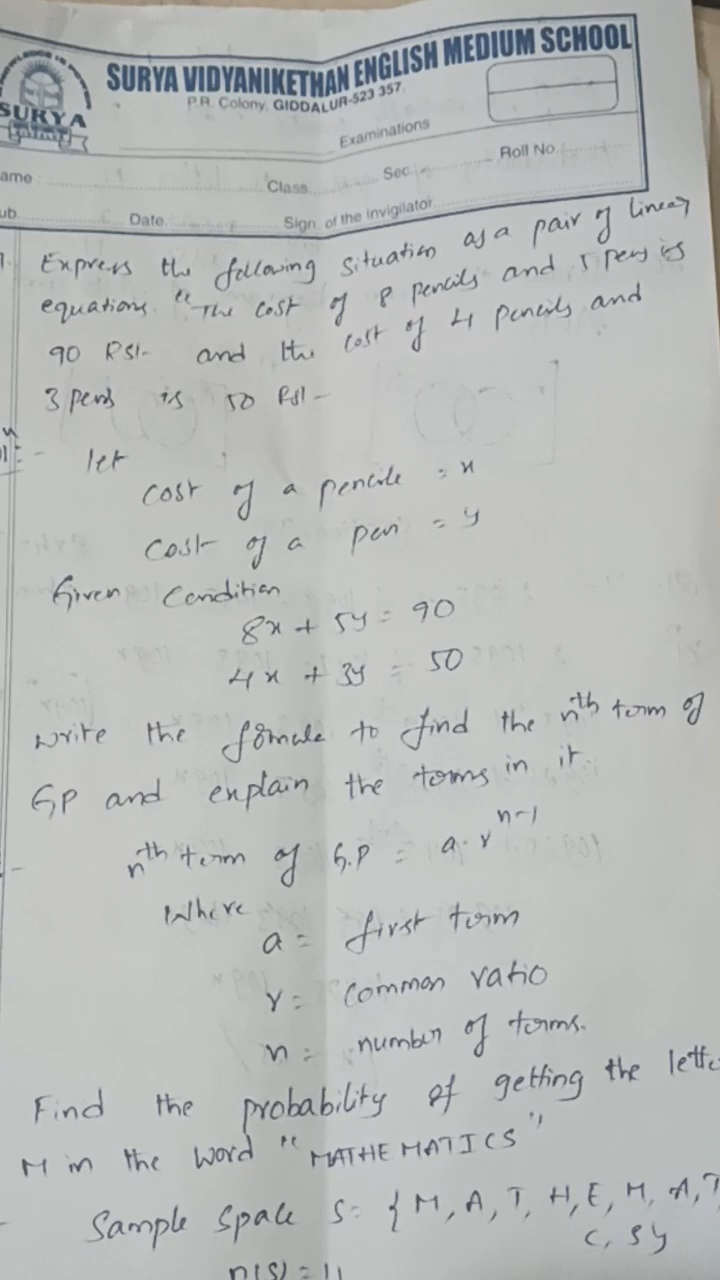 SURYA VIDYANIKETHAN ENGLISH MEDIUM SCHOOL
P.R. Colony, GIDDALUR-523 357.
SURYA
Examinations
ame Class Sec. Roll No.
ub Date Sign. of the invigilator
1. Express the following situation as a pair of linear
equations. "The cost of 8 pencils and 5 pens is
90 Rs/- and the cost of 4 pencils and
3 pens is 50 Rs/-
let
cost of a pencile = x
cost of a pen = y
Given Condition
8x + 5y = 90
4x + 3y = 50
write the fomule to find the nth term of
GP and explain the terms in it.
nth term of G.P = a. r^n-1
Where
a = first term
r = common ratio
n = number of terms.
Find the probability of getting the lette
M in the word "MATHEMATICS"
Sample space S = {M, A, T, H, E, M, A, T,
C, S}
n(S) = 11